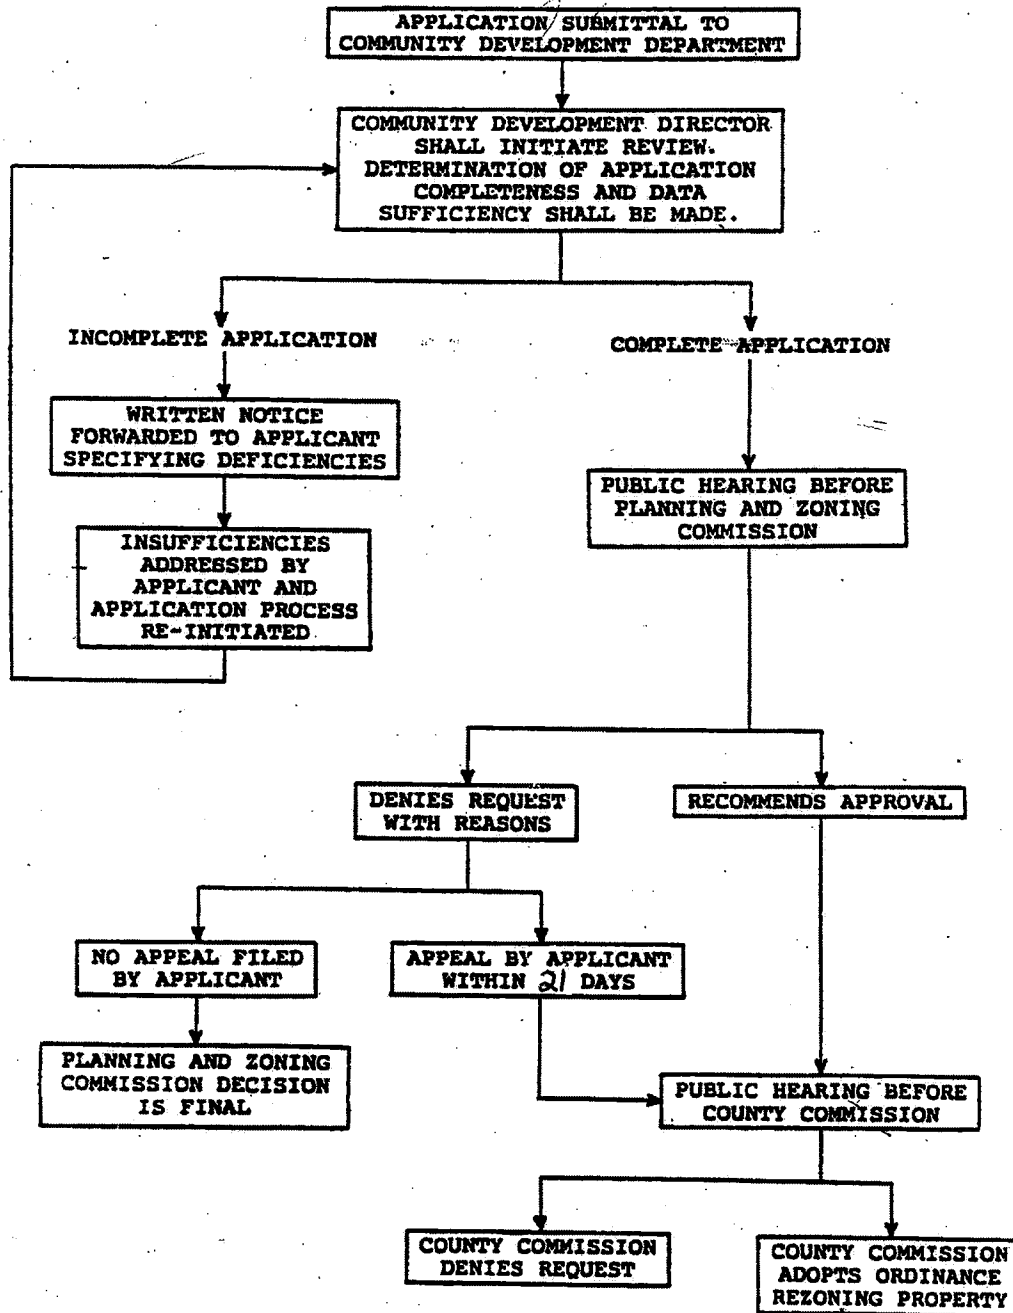 APPLICATION SUBMITTAL TO
COMMUNITY DEVELOPMENT DEPARTMENT
COMMUNITY DEVELOPMENT DIRECTOR
SHALL INITIATE REVIEW.
DETERMINATION OF APPLICATION
COMPLETENESS AND DATA
SUFFICIENCY SHALL BE MADE.
INCOMPLETE APPLICATION
COMPLETE APPLICATION
WRITTEN NOTICE
FORWARDED TO APPLICANT
SPECIFYING DEFICIENCIES
PUBLIC HEARING BEFORE
PLANNING AND ZONING
COMMISSION
INSUFFICIENCIES
ADDRESSED BY
APPLICANT AND
APPLICATION PROCESS
RE-INITIATED
DENIES REQUEST
WITH REASONS
RECOMMENDS APPROVAL
NO APPEAL FILED
BY APPLICANT
APPEAL BY APPLICANT
WITHIN 21 DAYS
PLANNING AND ZONING
COMMISSION DECISION
IS FINAL
PUBLIC HEARING BEFORE
COUNTY COMMISSION
COUNTY COMMISSION
DENIES REQUEST
COUNTY COMMISSION
ADOPTS ORDINANCE
REZONING PROPERTY